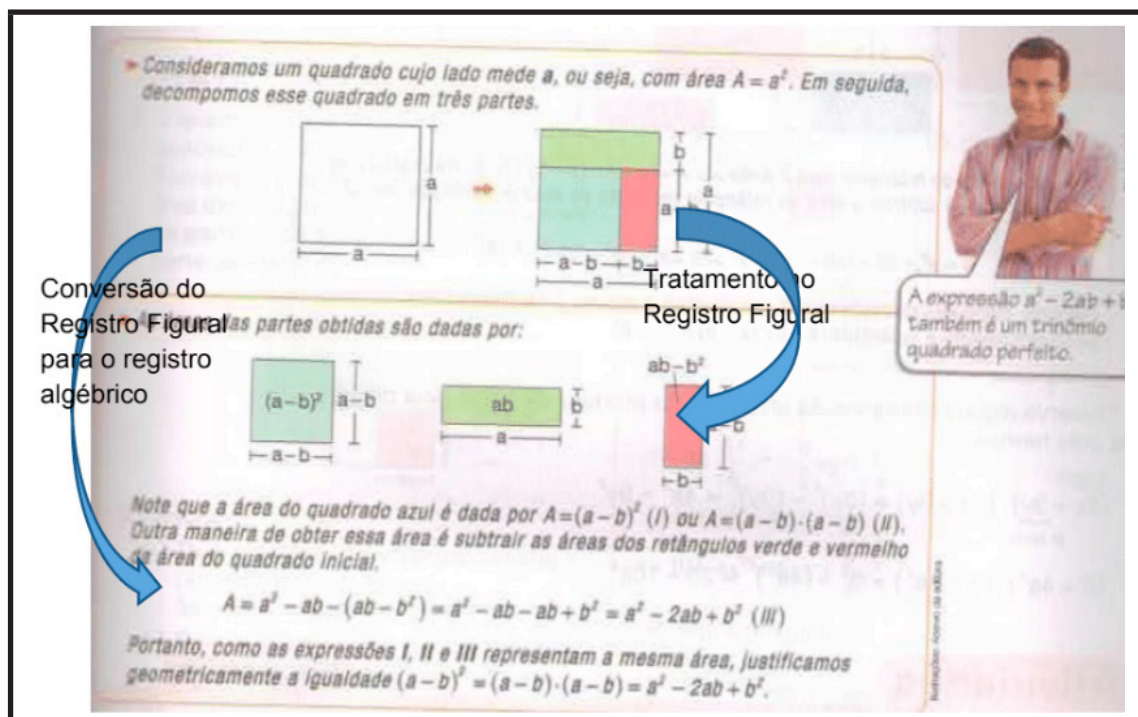 Consideramos um quadrado cujo lado mede a, ou seja, com área A = a². Em seguida,
decompomos esse quadrado em três partes.
a
a
b
a
a
a–b
b
a
Conversão do
Registro Figural
para o registro
algébrico
Tratamento no
Registro Figural
das partes obtidas são dadas por:
(a–b)²
a–b
a–b
ab
b
a
ab–b²
b
A expressão a² – 2ab + b
também é um trinômio
quadrado perfeito.
Note que a área do quadrado azul é dada por A=(a – b)² (I) ou A=(a – b)·(a – b) (II).
Outra maneira de obter essa área é subtrair as áreas dos retângulos verde e vermelho
da área do quadrado inicial.
A = a² – ab – (ab – b²) = a² – ab – ab + b² = a² – 2ab + b² (III)
Portanto, como as expressões I, II e III representam a mesma área, justificamos
geometricamente a igualdade (a – b)² = (a – b)·(a – b) = a² – 2ab + b².